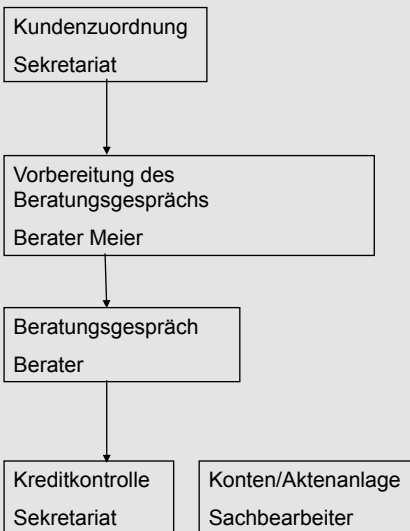 Kundenzuordnung
Sekretariat
Vorbereitung des
Beratungsgesprächs
Berater Meier
Beratungsgespräch
Berater
Kreditkontrolle
Sekretariat
Konten/Aktenanlage
Sachbearbeiter